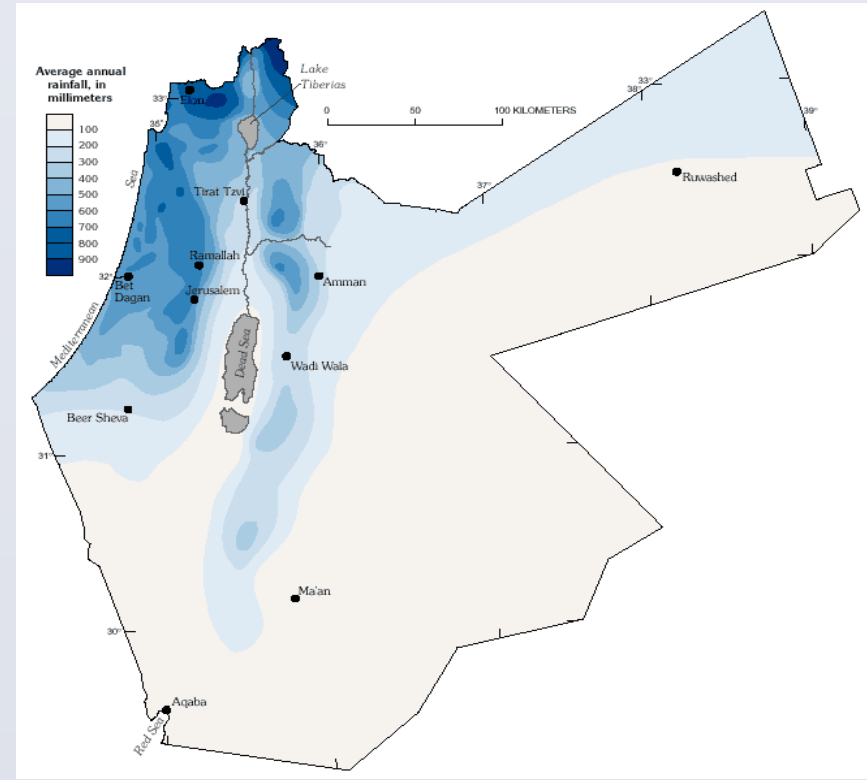 Average annual
rainfall, in
millimeters
100
200
300
400
500
600
700
800
900
Lake
Tiberias
0 50 100 KILOMETERS
33°
38°
39°
33°
Elon
35°
36°
37°
Ruwashed
Sea
Tirat Tzvi
Ramallah
32°
Bet
Dagan
Jerusalem
Amman
Mediterranean
Dead Sea
Wadi Wala
Beer Sheva
31°
Ma'an
30°
Aqaba
Red Sea